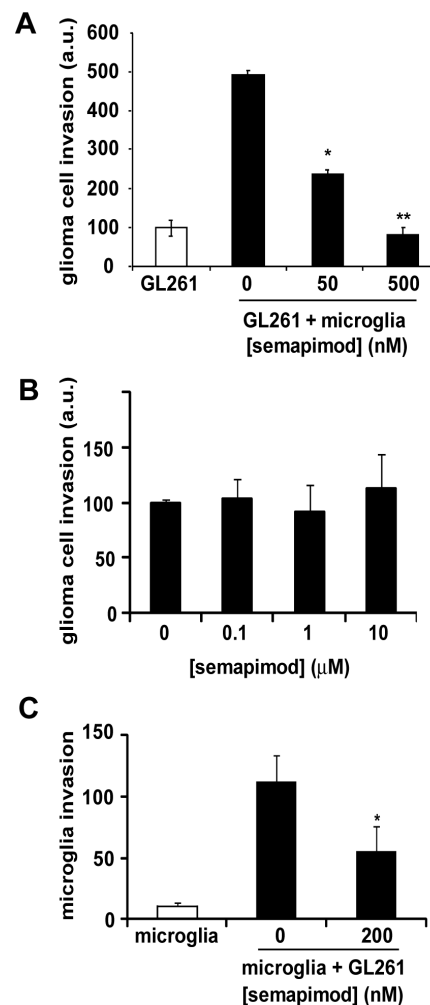 A
glioma cell invasion (a.u.)
600
500
400
300
200
100
0
*
**
GL261
0 50 500
GL261 + microglia
[semapimod] (nM)
B
glioma cell invasion (a.u.)
150
100
50
0
0 0.1 1 10
[semapimod] (μM)
C
microglia invasion
150
100
50
0
*
microglia
0 200
microglia + GL261
[semapimod] (nM)